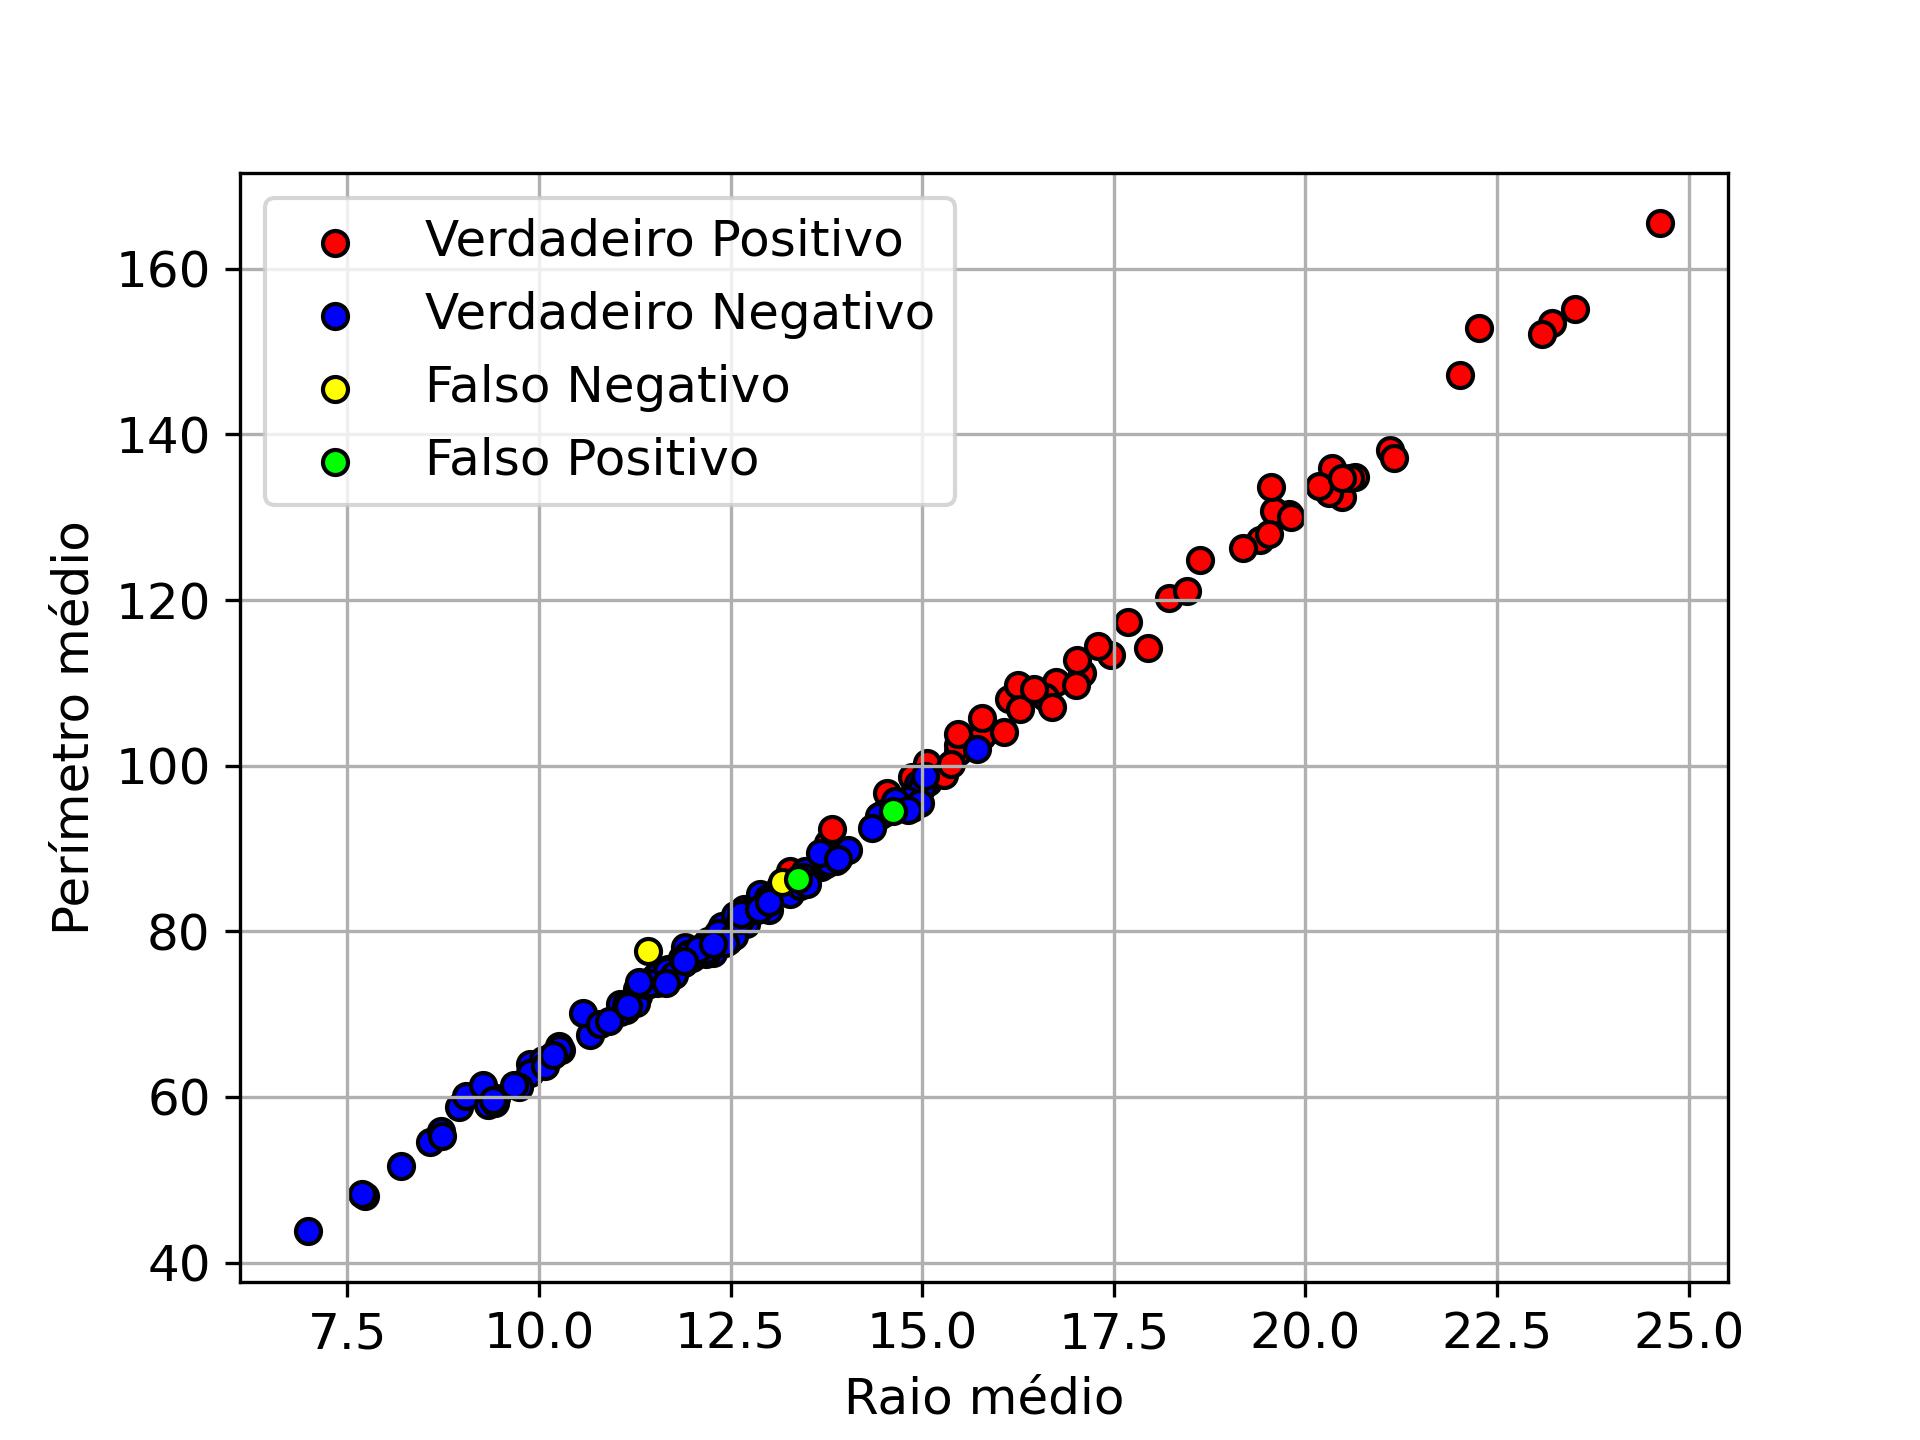 Verdadeiro Positivo
Verdadeiro Negativo
Falso Negativo
Falso Positivo
160
140
120
100
80
60
40
Perímetro médio
7.5 10.0 12.5 15.0 17.5 20.0 22.5 25.0
Raio médio